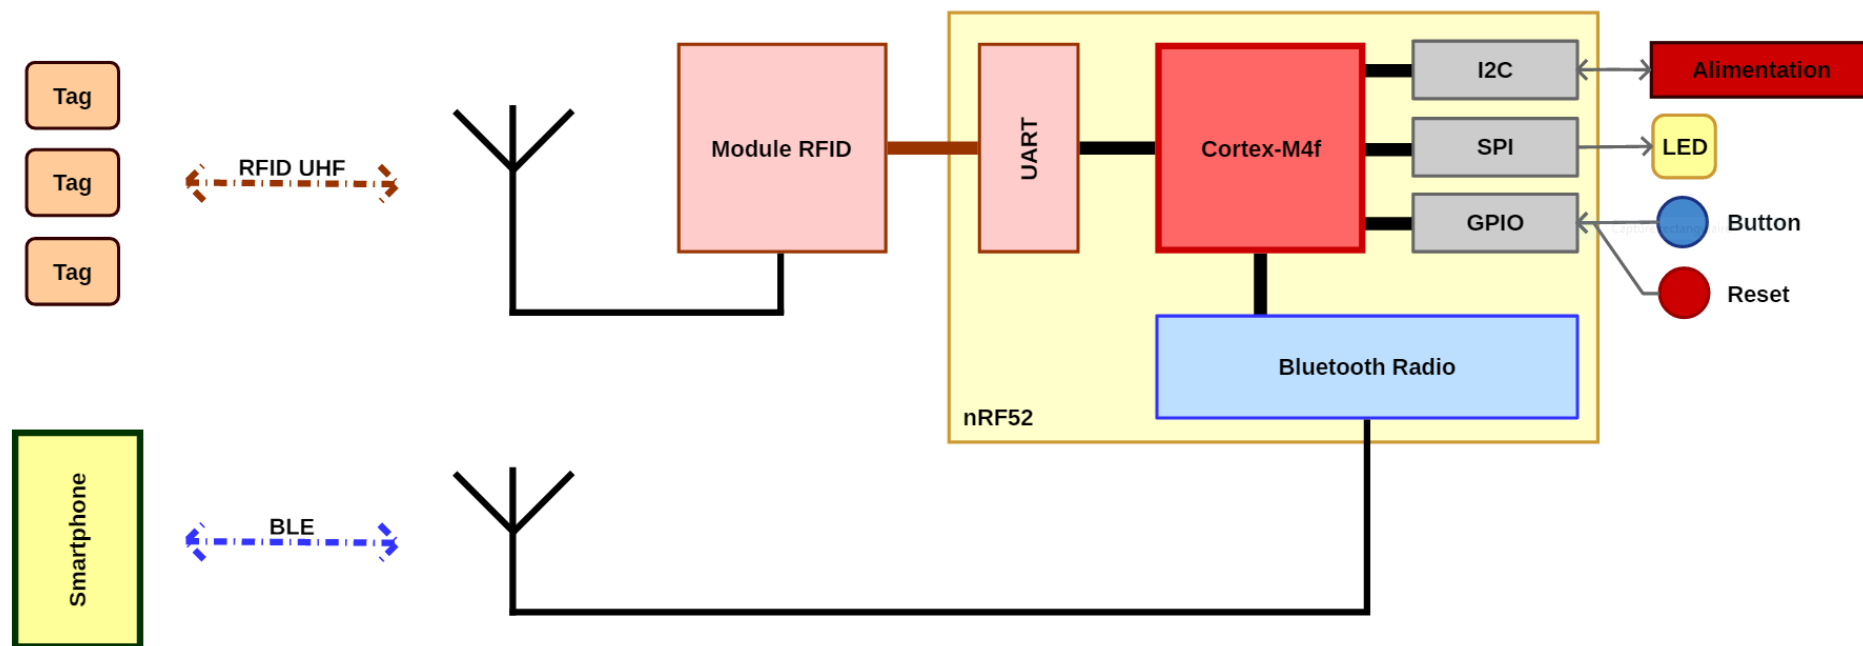 Tag
Tag
Tag
RFID UHF
Module RFID
UART
Cortex-M4f
I2C
SPI
GPIO
Alimentation
LED
Button
Reset
Bluetooth Radio
nRF52
Smartphone
BLE